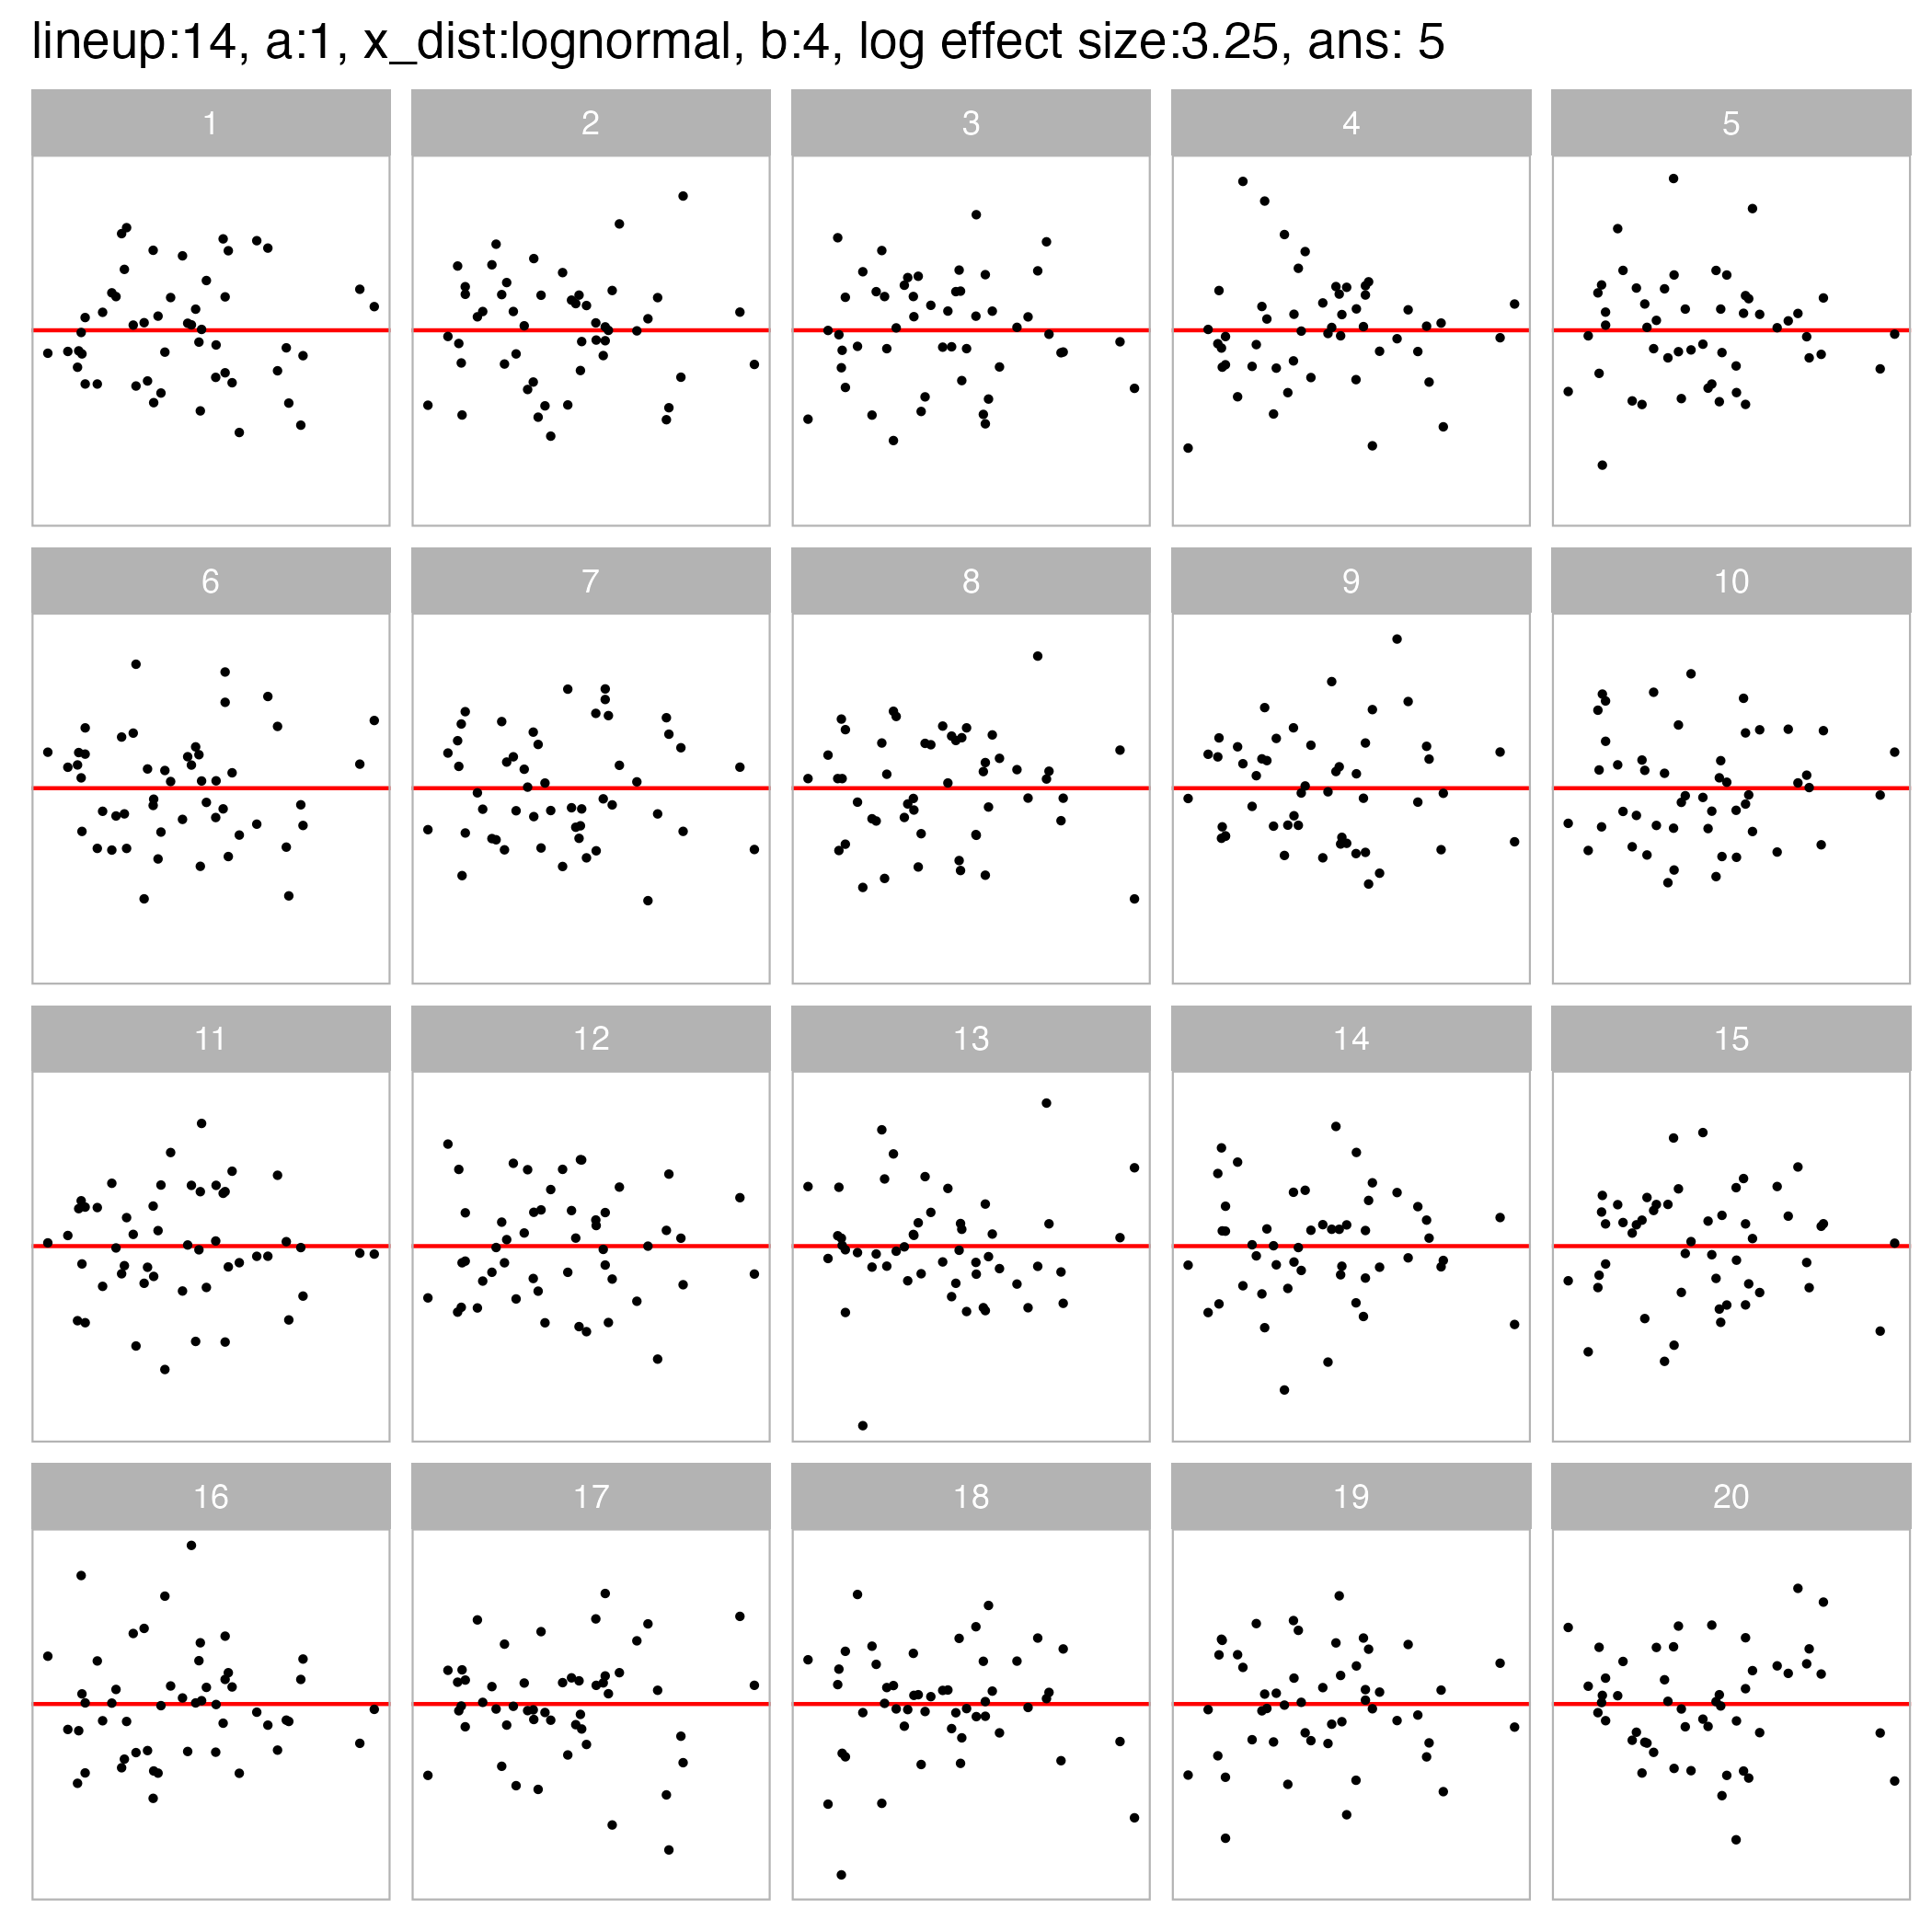 lineup:14, a:1, x_dist:lognormal, b:4, log effect size:3.25, ans: 5
1 2 3 4 5
6 7 8 9 10
11 12 13 14 15
16 17 18 19 20